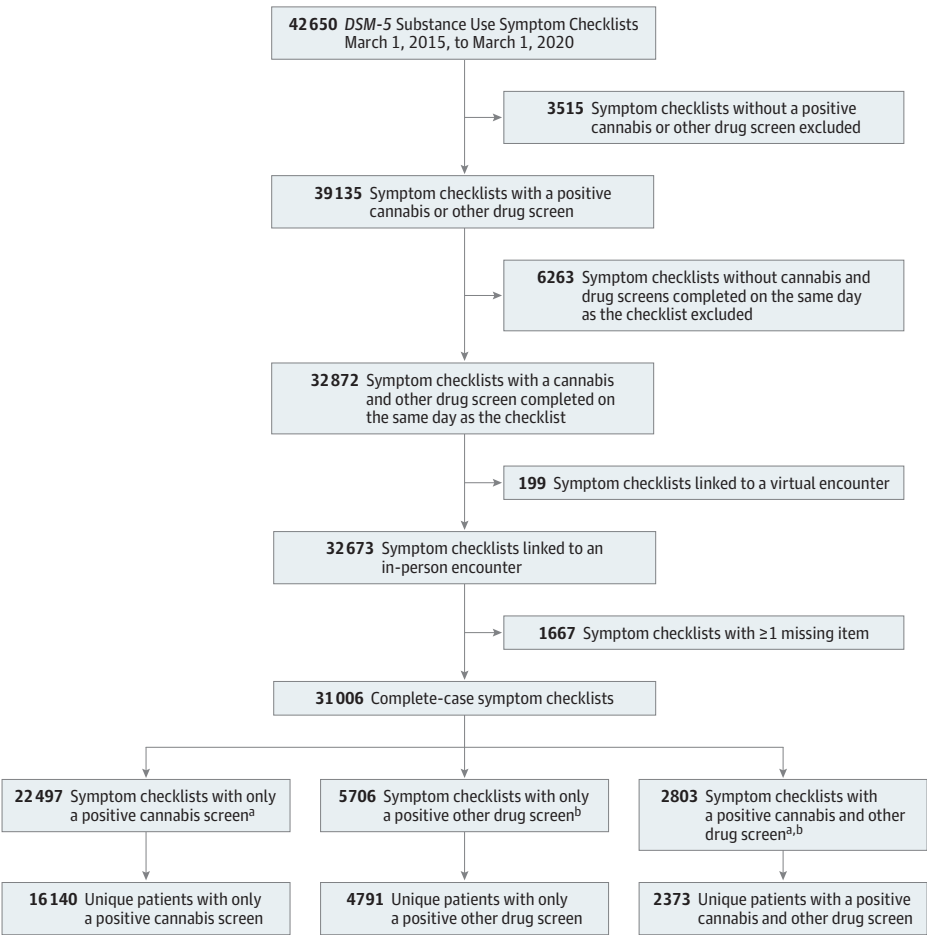 42650 DSM-5 Substance Use Symptom Checklists
March 1, 2015, to March 1, 2020
3515 Symptom checklists without a positive
cannabis or other drug screen excluded
39135 Symptom checklists with a positive
cannabis or other drug screen
6263 Symptom checklists without cannabis and
drug screens completed on the same day
as the checklist excluded
32872 Symptom checklists with a cannabis
and other drug screen completed on
the same day as the checklist
199 Symptom checklists linked to a virtual encounter
32673 Symptom checklists linked to an
in-person encounter
1667 Symptom checklists with ≥1 missing item
31006 Complete-case symptom checklists
22497 Symptom checklists with only
a positive cannabis screenᵃ
5706 Symptom checklists with only
a positive other drug screenᵇ
2803 Symptom checklists with
a positive cannabis and other
drug screenᵃ,ᵇ
16140 Unique patients with only
a positive cannabis screen
4791 Unique patients with only
a positive other drug screen
2373 Unique patients with a positive
cannabis and other drug screen